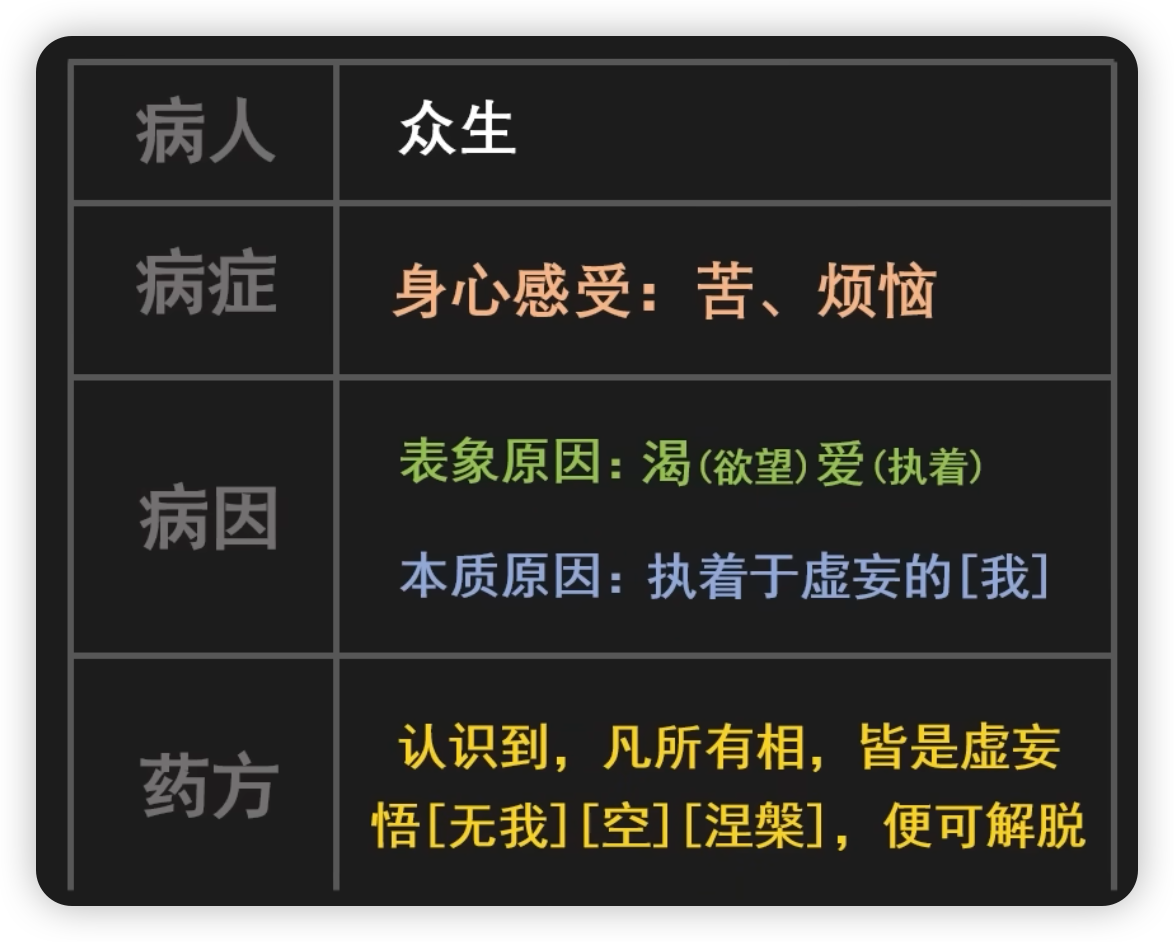 病人
众生
病症
身心感受：苦、烦恼
病因
表象原因：渴(欲望)爱(执着)
本质原因：执着于虚妄的[我]
药方
认识到，凡所有相，皆是虚妄
悟[无我][空][涅槃]，便可解脱